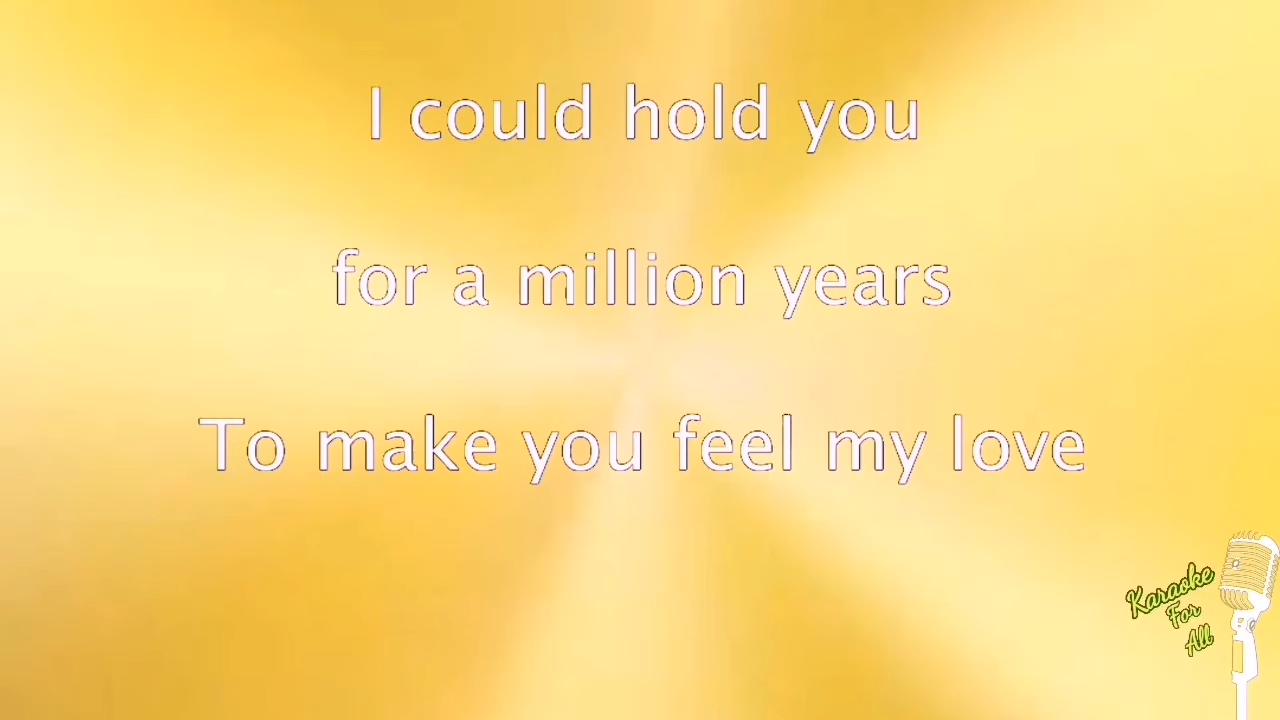 I could hold you
for a million years
To make you feel my love
Karaoke
For
All